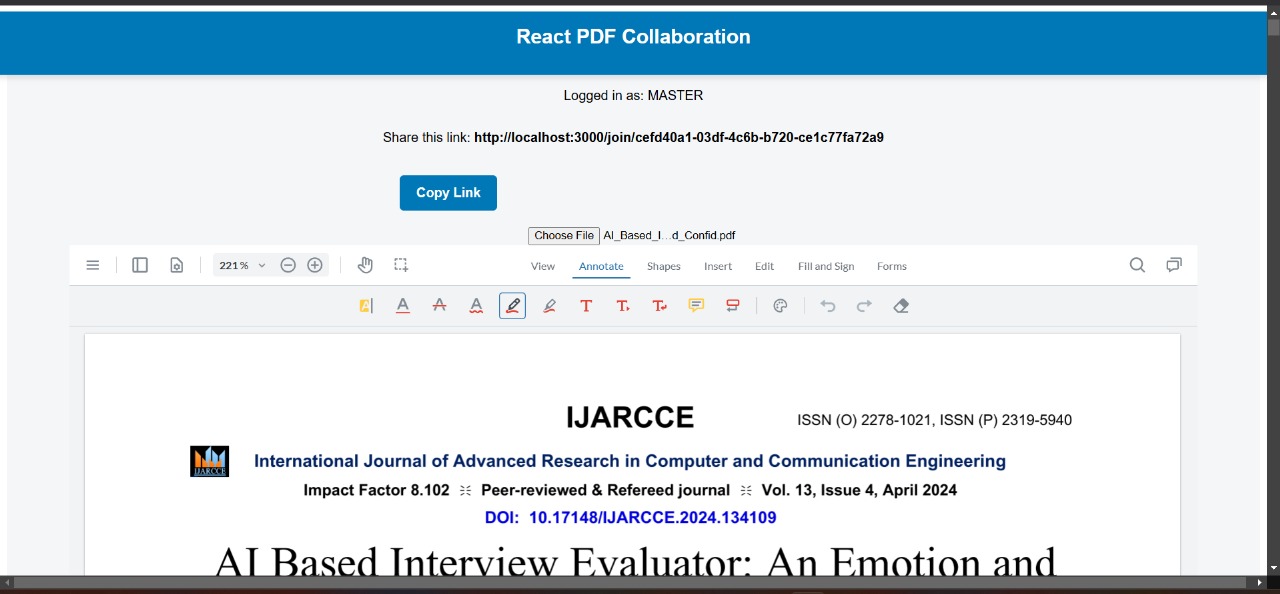 React PDF Collaboration
Logged in as: MASTER
Share this link: http://localhost:3000/join/cefd40a1-03df-4c6b-b720-ce1c77fa72a9
Copy Link
Choose File AI_Based_I...d_Confid.pdf
221% View Annotate Shapes Insert Edit Fill and Sign Forms
IJARCCE ISSN (O) 2278-1021, ISSN (P) 2319-5940
IJARCCE
International Journal of Advanced Research in Computer and Communication Engineering
Impact Factor 8.102 Peer-reviewed & Refereed journal Vol. 13, Issue 4, April 2024
DOI: 10.17148/IJARCCE.2024.134109
AI Based Interview Evaluator: An Emotion and